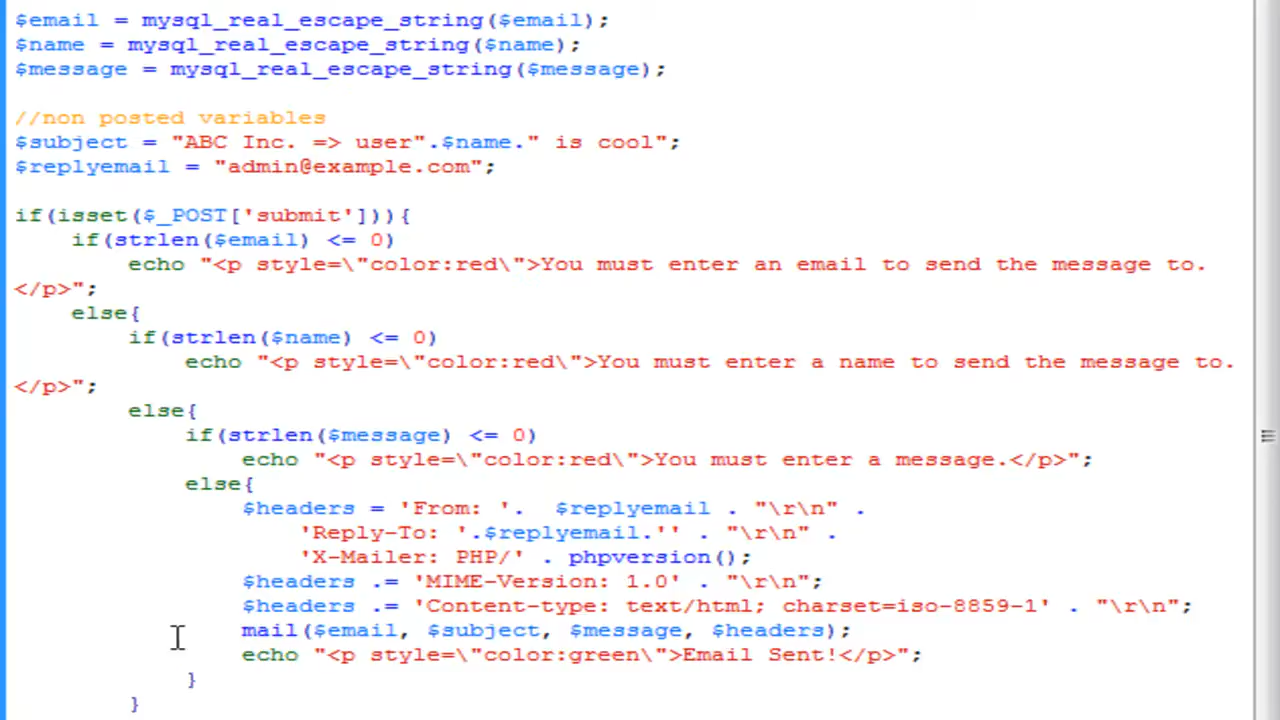 $email = mysql_real_escape_string($email);
$name = mysql_real_escape_string($name);
$message = mysql_real_escape_string($message);

//non posted variables
$subject = "ABC Inc. => user".$name." is cool";
$replyemail = "admin@example.com";

if(isset($_POST['submit'])){
    if(strlen($email) <= 0)
        echo "<p style=\"color:red\">You must enter an email to send the message to.
</p>";
    else{
        if(strlen($name) <= 0)
            echo "<p style=\"color:red\">You must enter a name to send the message to.
</p>";
        else{
            if(strlen($message) <= 0)
                echo "<p style=\"color:red\">You must enter a message.</p>";
            else{
                $headers = 'From: '.  $replyemail . "\r\n" .
                    'Reply-To: '.$replyemail.'' . "\r\n" .
                    'X-Mailer: PHP/' . phpversion();
                $headers .= 'MIME-Version: 1.0' . "\r\n";
                $headers .= 'Content-type: text/html; charset=iso-8859-1' . "\r\n";
                mail($email, $subject, $message, $headers);
                echo "<p style=\"color:green\">Email Sent!</p>";
            }
        }